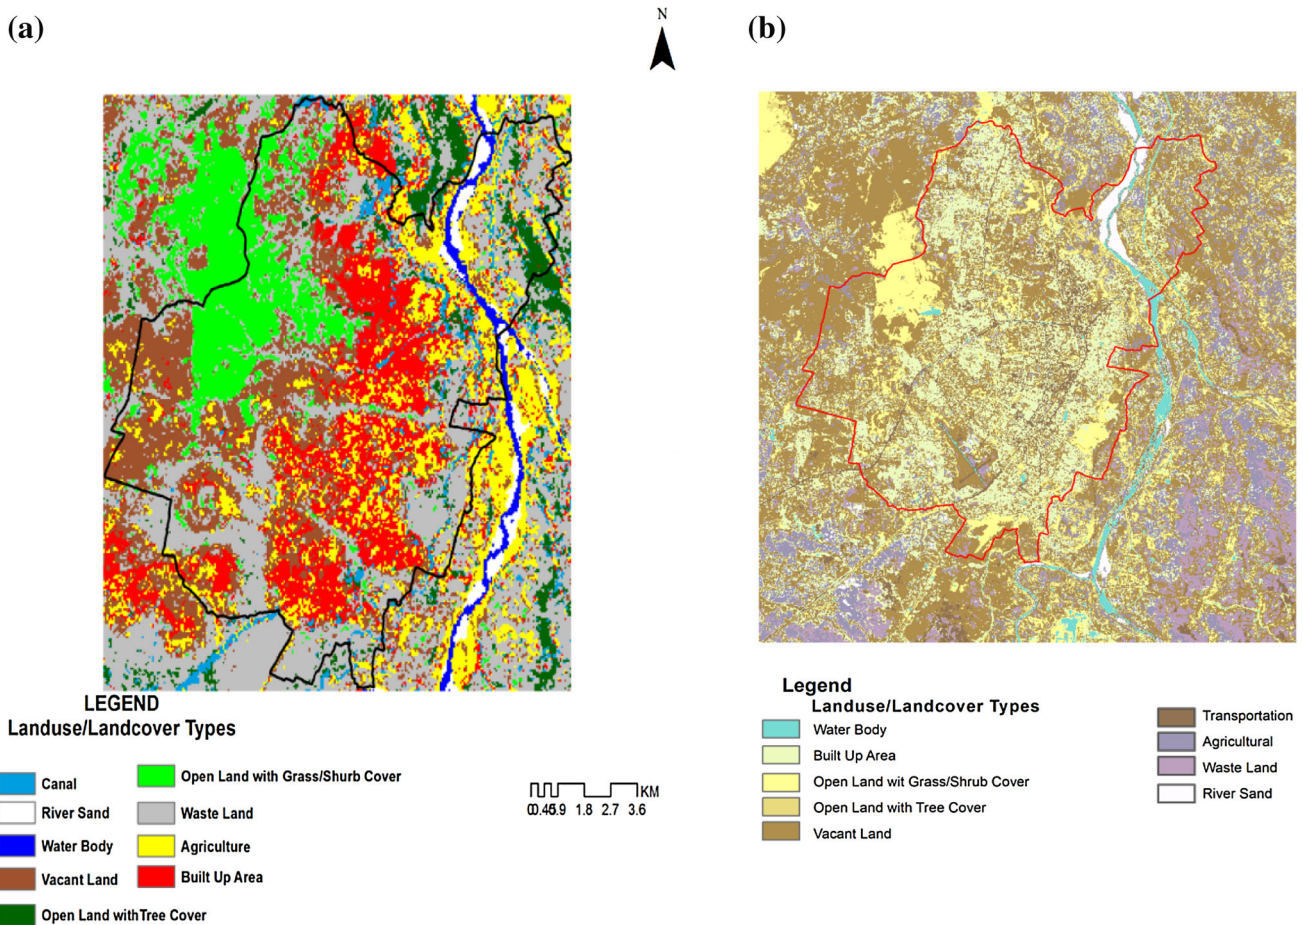 (a)
N
(b)
LEGEND
Landuse/Landcover Types
Canal
River Sand
Water Body
Vacant Land
Open Land withTree Cover
Open Land with Grass/Shurb Cover
Waste Land
Agriculture
Built Up Area
KM
1.8 2.7 3.6
Legend
Landuse/Landcover Types
Water Body
Built Up Area
Open Land wit Grass/Shrub Cover
Open Land with Tree Cover
Vacant Land
Transportation
Agricultural
Waste Land
River Sand